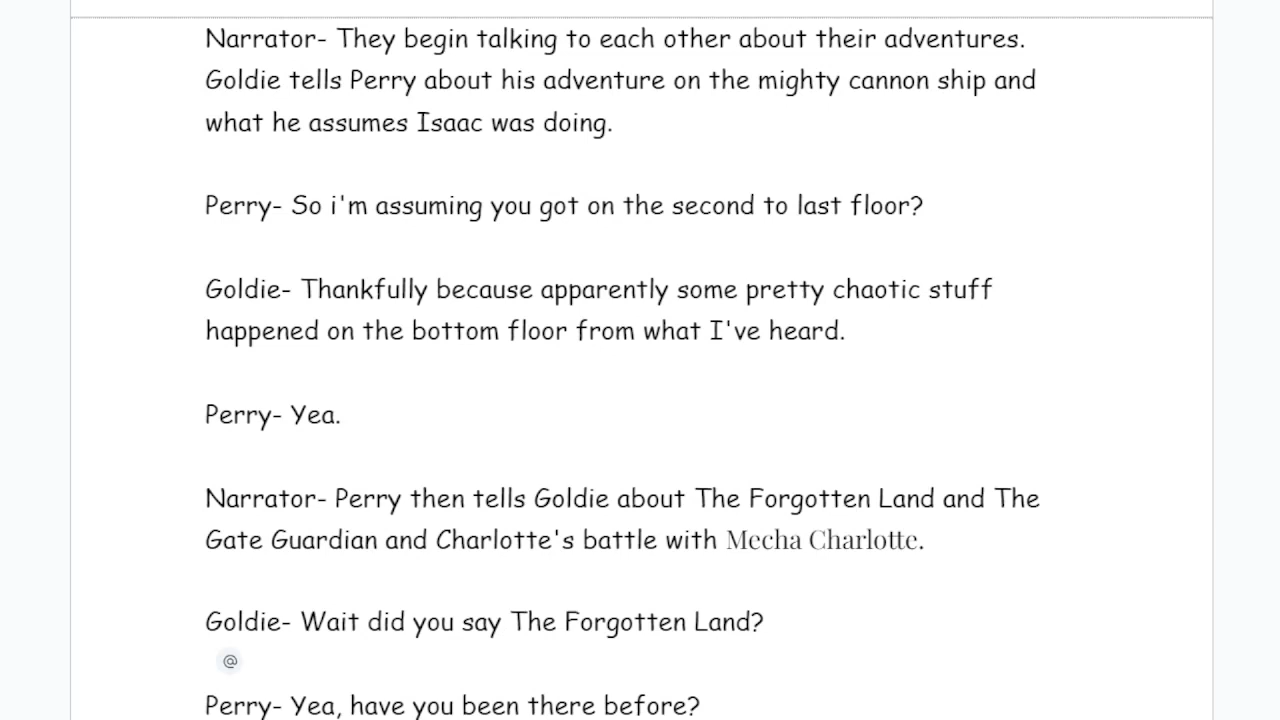 Narrator- They begin talking to each other about their adventures.
Goldie tells Perry about his adventure on the mighty cannon ship and
what he assumes Isaac was doing.
Perry- So i'm assuming you got on the second to last floor?
Goldie- Thankfully because apparently some pretty chaotic stuff
happened on the bottom floor from what I've heard.
Perry- Yea.
Narrator- Perry then tells Goldie about The Forgotten Land and The
Gate Guardian and Charlotte's battle with Mecha Charlotte.
Goldie- Wait did you say The Forgotten Land?
@
Perry- Yea, have you been there before?